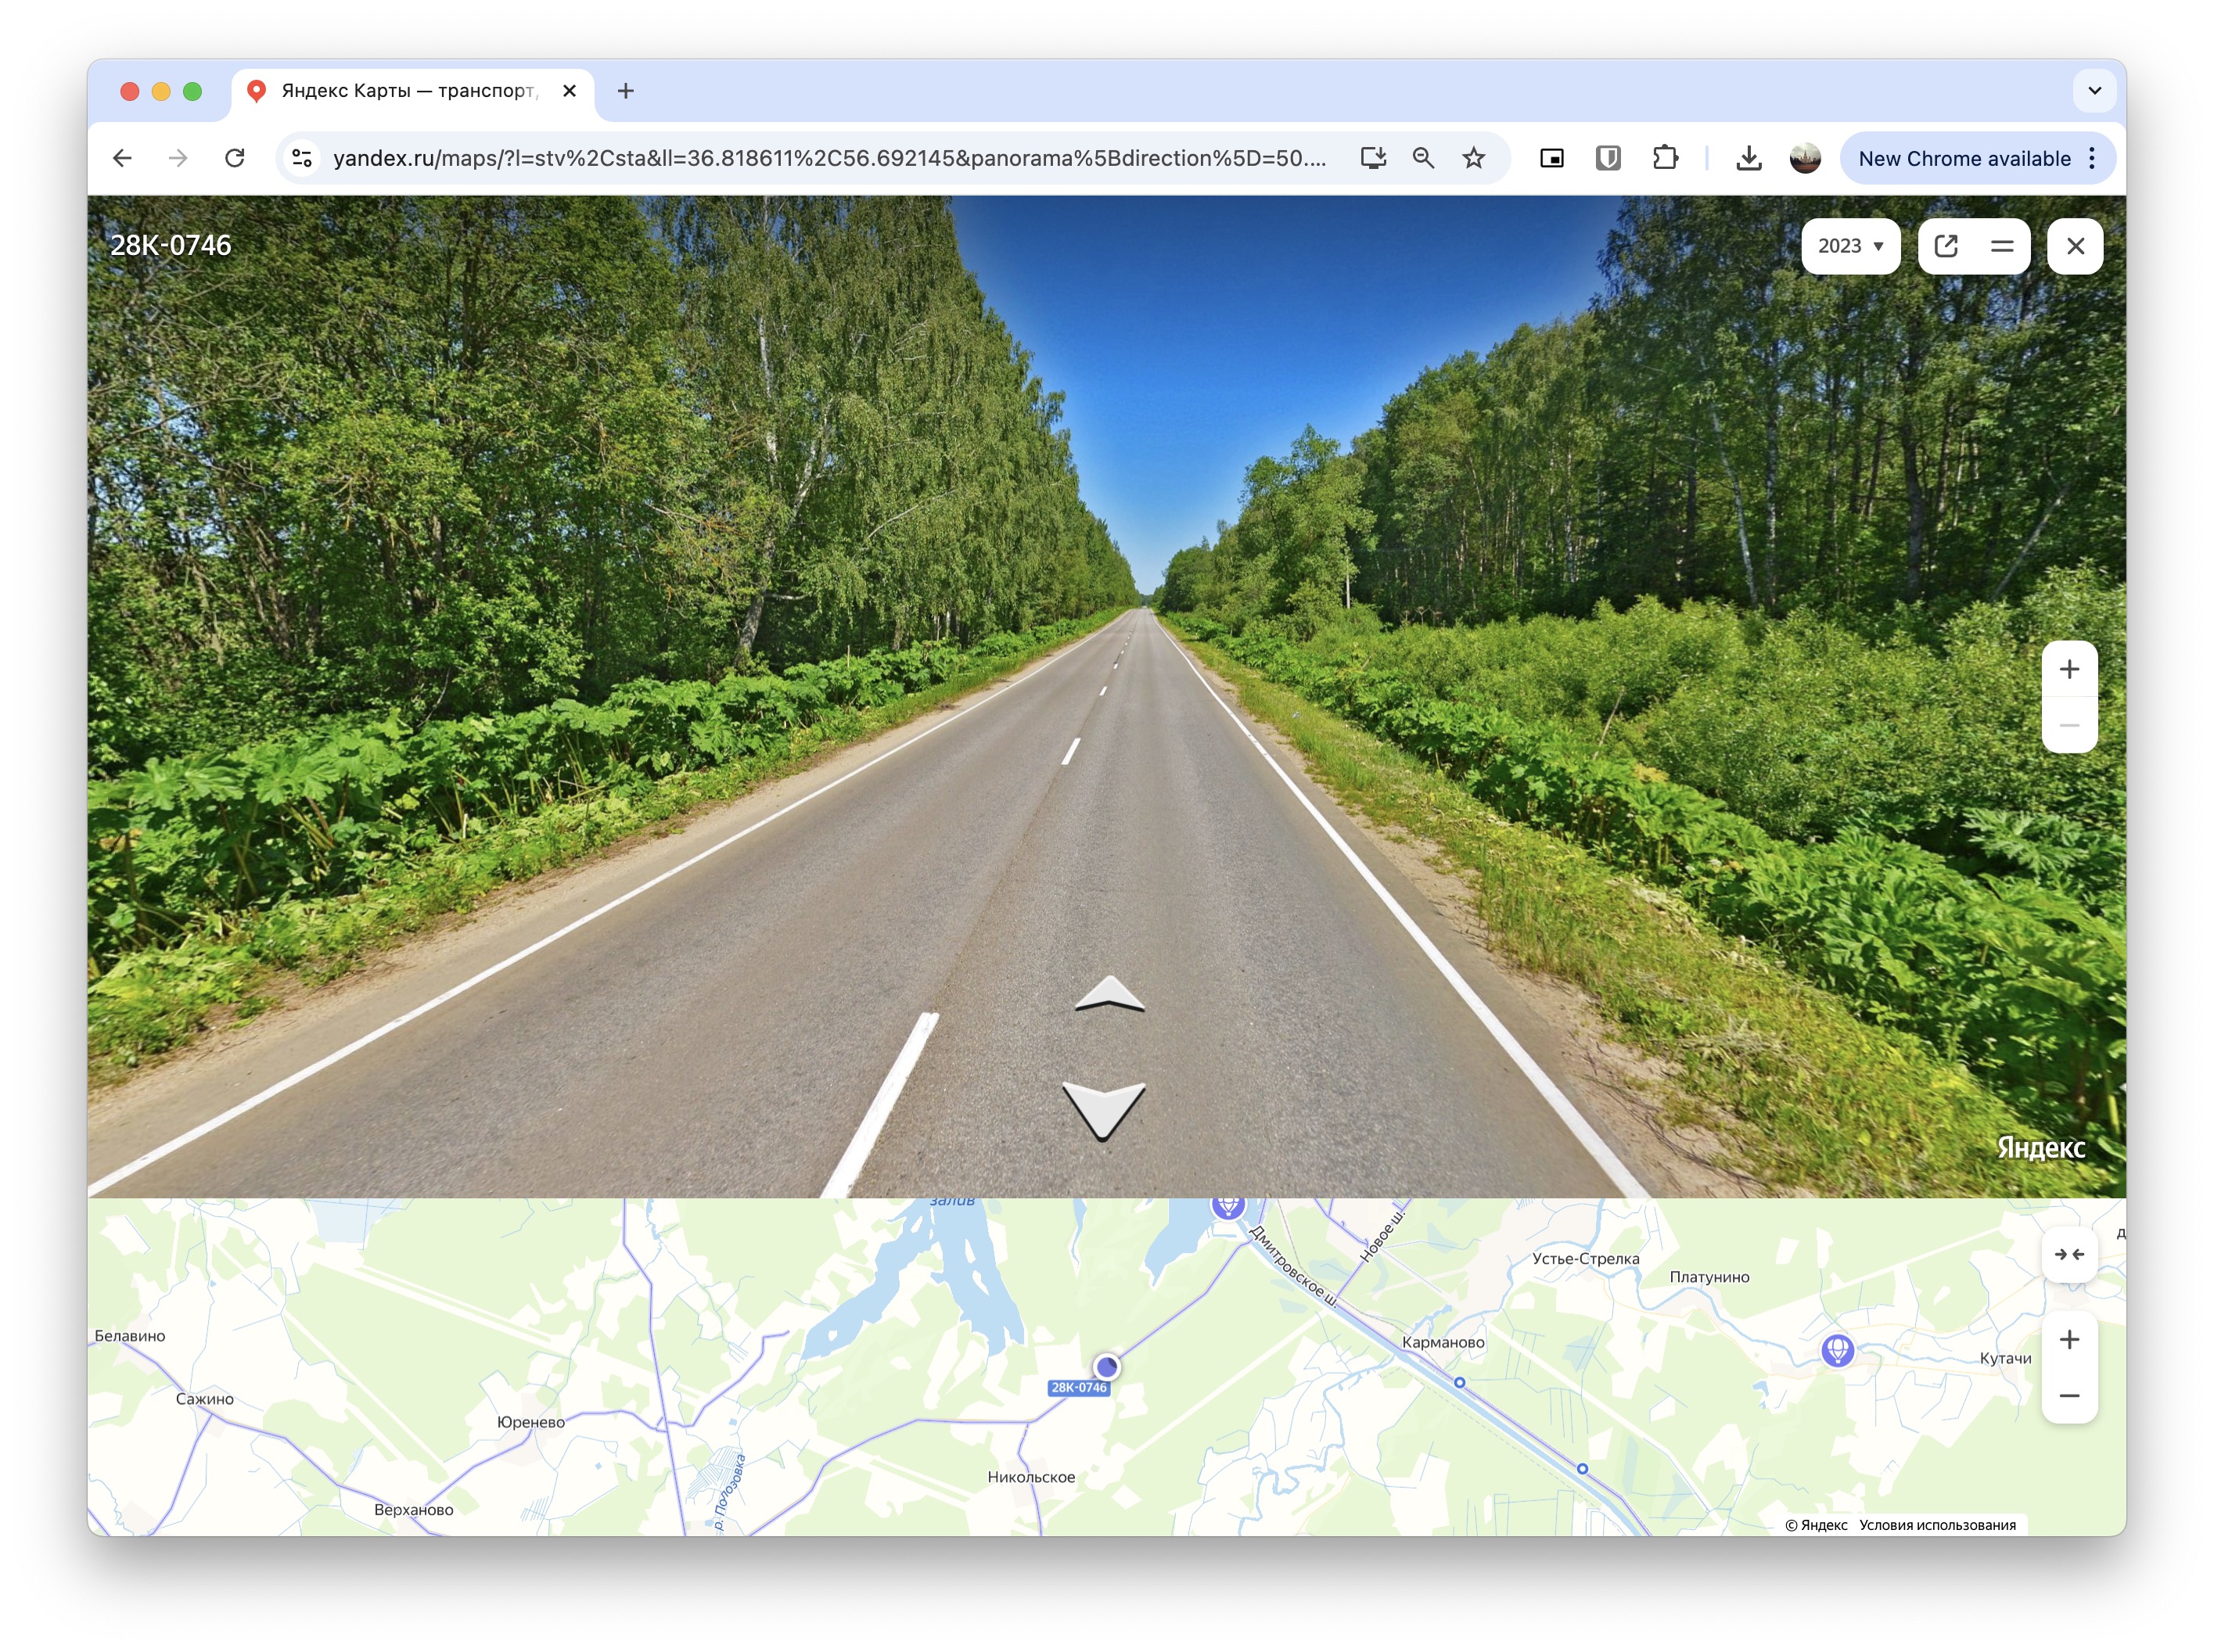 Яндекс Карты — транспорт,
yandex.ru/maps/?l=stv%2Csta&ll=36.818611%2C56.692145&panorama%5Bdirection%5D=50....
New Chrome available
28К-0746
2023
Яндекс
залив
Дмитровское ш.
Новое ш.
Устье-Стрелка
Платунино
Белавино
Карманово
Кутачи
28К-0746
Сажино
Юренево
Никольское
р. Полозовка
Верханово
© Яндекс Условия использования